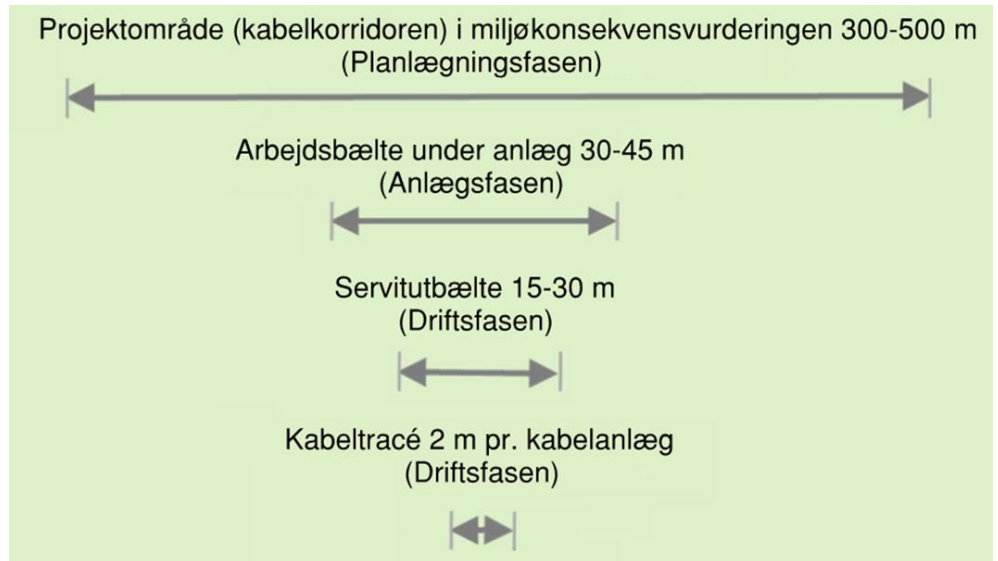 Projektområde (kabelkorridoren) i miljøkonsekvensvurderingen 300-500 m
(Planlægningsfasen)
Arbejdsbælte under anlæg 30-45 m
(Anlægsfasen)
Servitutbælte 15-30 m
(Driftsfasen)
Kabeltracé 2 m pr. kabelanlæg
(Driftsfasen)